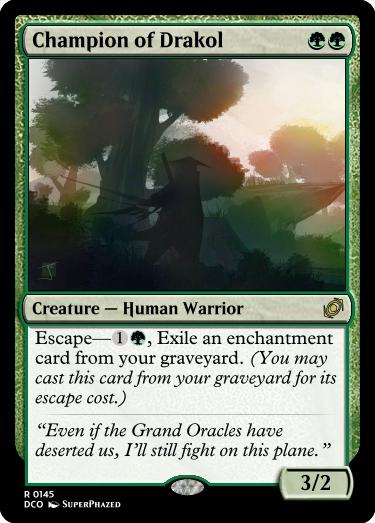 Champion of Drakol
Creature — Human Warrior
Escape—1, Exile an enchantment
card from your graveyard. (You may
cast this card from your graveyard for its
escape cost.)
“Even if the Grand Oracles have
deserted us, I’ll still fight on this plane.”
3/2
R 0145
DCO SuperPhazed